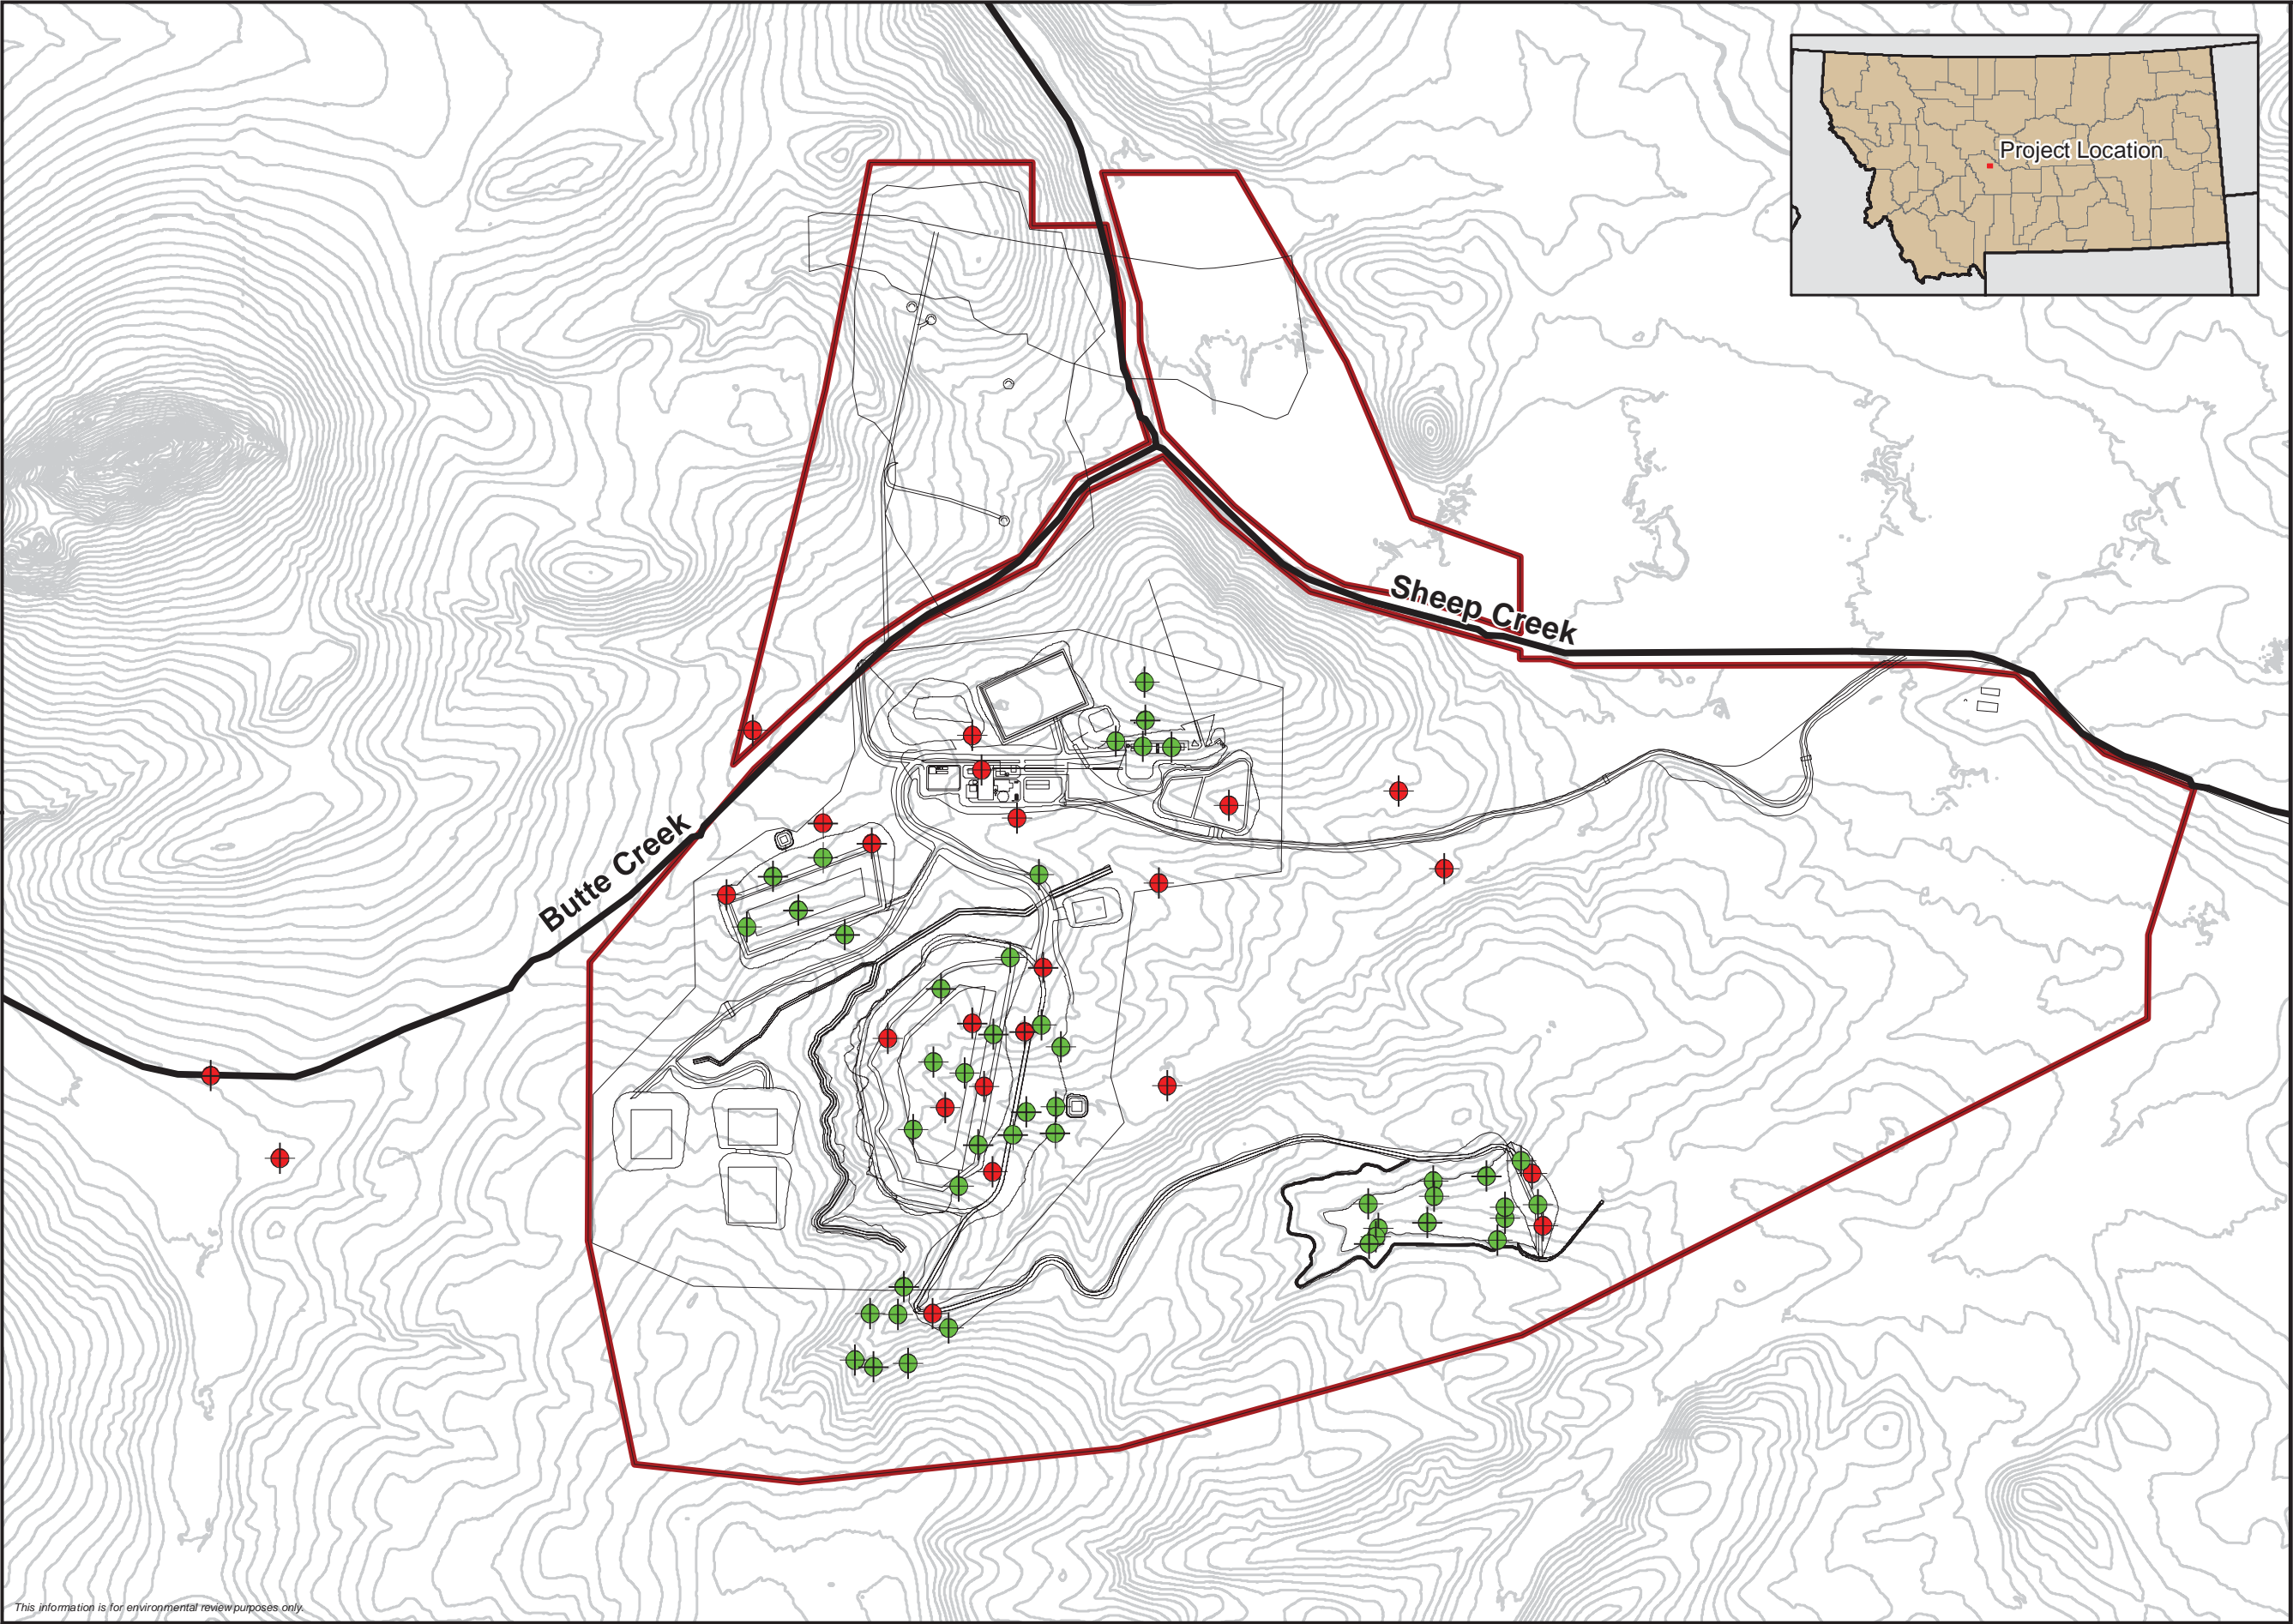 Project Location
Sheep Creek
Butte Creek
This information is for environmental review purposes only.